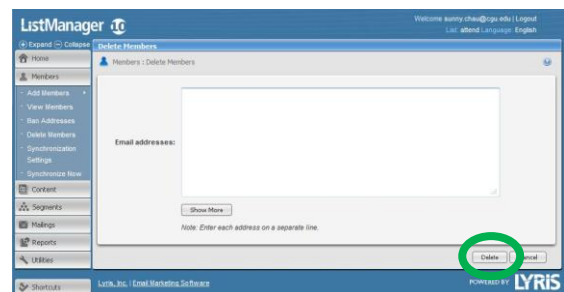 ListManager 10
Welcome sunny.chau@cgu.edu | Logout
List: attend Language: English
Expand Collapse
Delete Members
Home
Members : Delete Members
Members
Add Members
View Members
Ban Addresses
Delete Members
Synchronization
Settings
Synchronize Now
Email addresses:
Content
Segments
Show More
Mailings
Note: Enter each address on a separate line.
Reports
Utilities
Delete Cancel
Shortcuts
Lyris, Inc. | Email Marketing Software
POWERED BY LYRIS